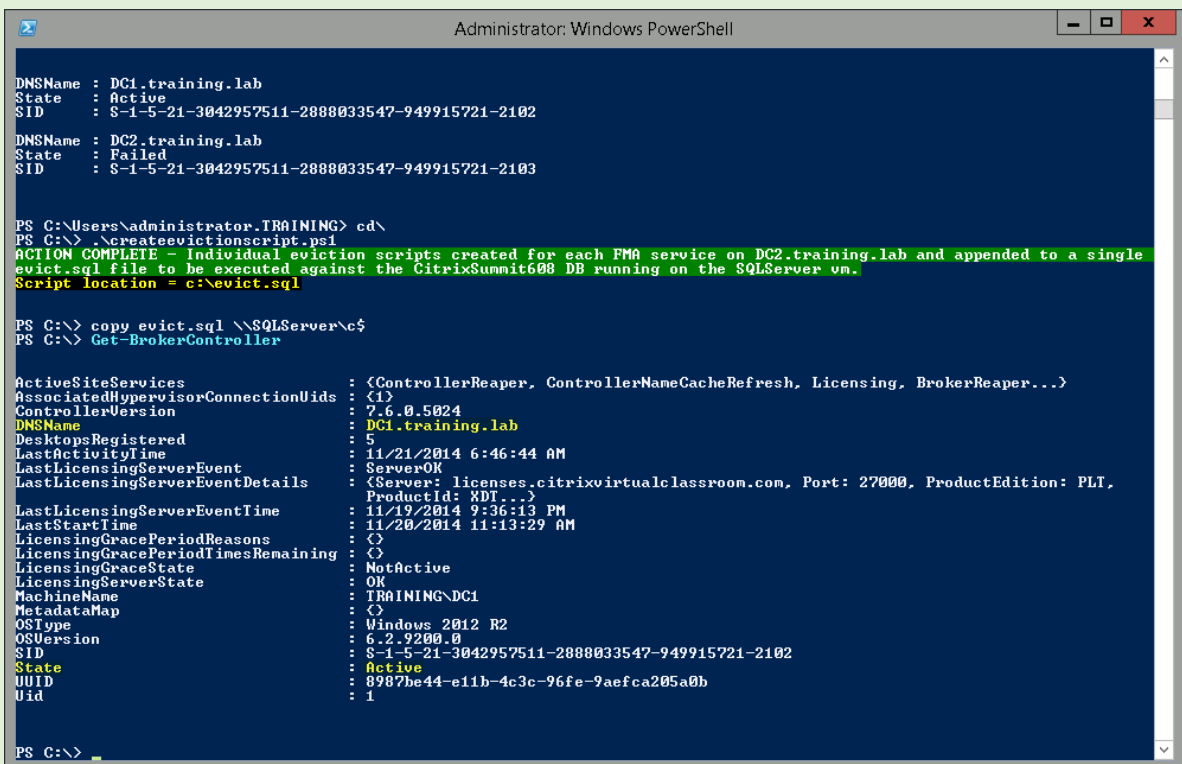 Administrator: Windows PowerShell
DNSName : DC1.training.lab
State : Active
SID : S-1-5-21-3042957511-2888033547-949915721-2102
DNSName : DC2.training.lab
State : Failed
SID : S-1-5-21-3042957511-2888033547-949915721-2103
PS C:\Users\administrator.TRAINING> cd\
PS C:\> .\createevictionscript.ps1
ACTION COMPLETE - Individual eviction scripts created for each FMA service on DC2.training.lab and appended to a single
evict.sql file to be executed against the CitrixSummit608 DB running on the SQLServer vm.
Script location = c:\evict.sql
PS C:\> copy evict.sql \\SQLServer\c$
PS C:\> Get-BrokerController
ActiveSiteServices : {ControllerReaper, ControllerNameCacheRefresh, Licensing, BrokerReaper...}
AssociatedHypervisorConnectionUids : {1}
ControllerVersion : 7.6.0.5024
DNSName : DC1.training.lab
DesktopsRegistered : 5
LastActivityTime : 11/21/2014 6:46:44 AM
LastLicensingServerEvent : ServerOK
LastLicensingServerEventDetails : {Server: licenses.citrixvirtualclassroom.com, Port: 27000, ProductEdition: PLT,
ProductId: XDT...}
LastLicensingServerEventTime : 11/19/2014 9:36:13 PM
LastStartTime : 11/20/2014 11:13:29 AM
LicensingGracePeriodReasons : {}
LicensingGracePeriodTimesRemaining : {}
LicensingGraceState : NotActive
LicensingServerState : OK
MachineName : TRAINING\DC1
MetadataMap : {}
OSType : Windows 2012 R2
OSVersion : 6.2.9200.0
SID : S-1-5-21-3042957511-2888033547-949915721-2102
State : Active
UUID : 8987be44-e11b-4c3c-96fe-9aefca205a0b
Uid : 1
PS C:\> _